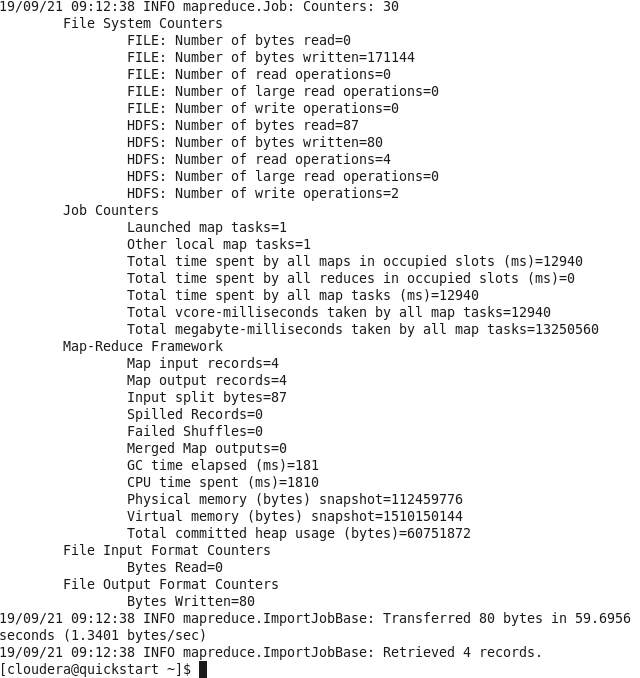 19/09/21 09:12:38 INFO mapreduce.Job: Counters: 30
File System Counters
FILE: Number of bytes read=0
FILE: Number of bytes written=171144
FILE: Number of read operations=0
FILE: Number of large read operations=0
FILE: Number of write operations=0
HDFS: Number of bytes read=87
HDFS: Number of bytes written=80
HDFS: Number of read operations=4
HDFS: Number of large read operations=0
HDFS: Number of write operations=2
Job Counters
Launched map tasks=1
Other local map tasks=1
Total time spent by all maps in occupied slots (ms)=12940
Total time spent by all reduces in occupied slots (ms)=0
Total time spent by all map tasks (ms)=12940
Total vcore-milliseconds taken by all map tasks=12940
Total megabyte-milliseconds taken by all map tasks=13250560
Map-Reduce Framework
Map input records=4
Map output records=4
Input split bytes=87
Spilled Records=0
Failed Shuffles=0
Merged Map outputs=0
GC time elapsed (ms)=181
CPU time spent (ms)=1810
Physical memory (bytes) snapshot=112459776
Virtual memory (bytes) snapshot=1510150144
Total committed heap usage (bytes)=60751872
File Input Format Counters
Bytes Read=0
File Output Format Counters
Bytes Written=80
19/09/21 09:12:38 INFO mapreduce.ImportJobBase: Transferred 80 bytes in 59.6956
seconds (1.3401 bytes/sec)
19/09/21 09:12:38 INFO mapreduce.ImportJobBase: Retrieved 4 records.
[cloudera@quickstart ~]$